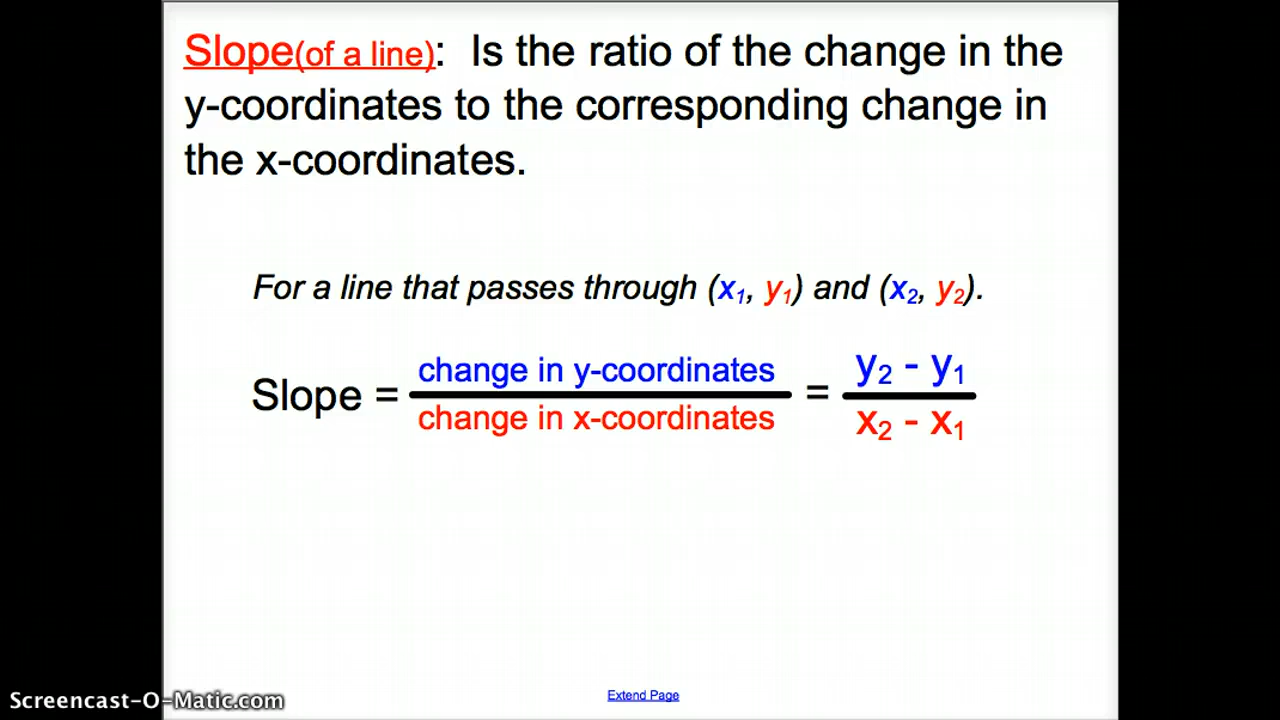 Slope(of a line): Is the ratio of the change in the
y-coordinates to the corresponding change in
the x-coordinates.
For a line that passes through (x₁, y₁) and (x₂, y₂).
Slope = change in y-coordinates / change in x-coordinates = y₂ - y₁ / x₂ - x₁
Extend Page
Screencast-O-Matic.com